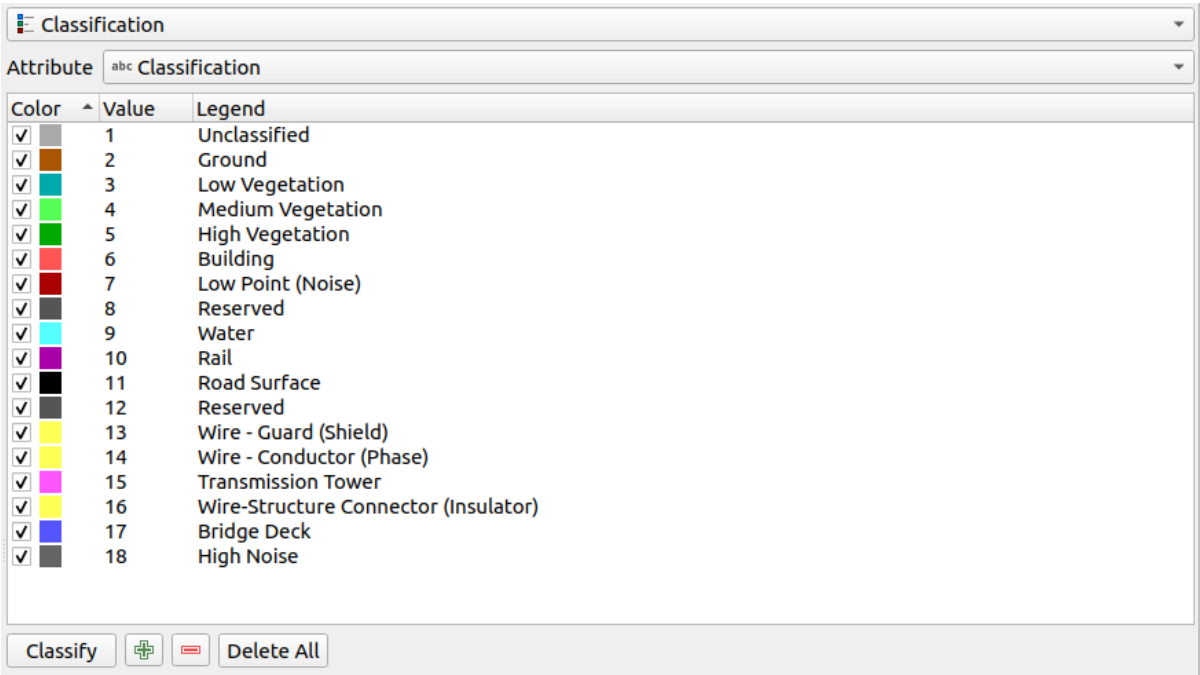 Classification
Attribute abc Classification
Color Value Legend
1 Unclassified
2 Ground
3 Low Vegetation
4 Medium Vegetation
5 High Vegetation
6 Building
7 Low Point (Noise)
8 Reserved
9 Water
10 Rail
11 Road Surface
12 Reserved
13 Wire - Guard (Shield)
14 Wire - Conductor (Phase)
15 Transmission Tower
16 Wire-Structure Connector (Insulator)
17 Bridge Deck
18 High Noise
Classify Delete All